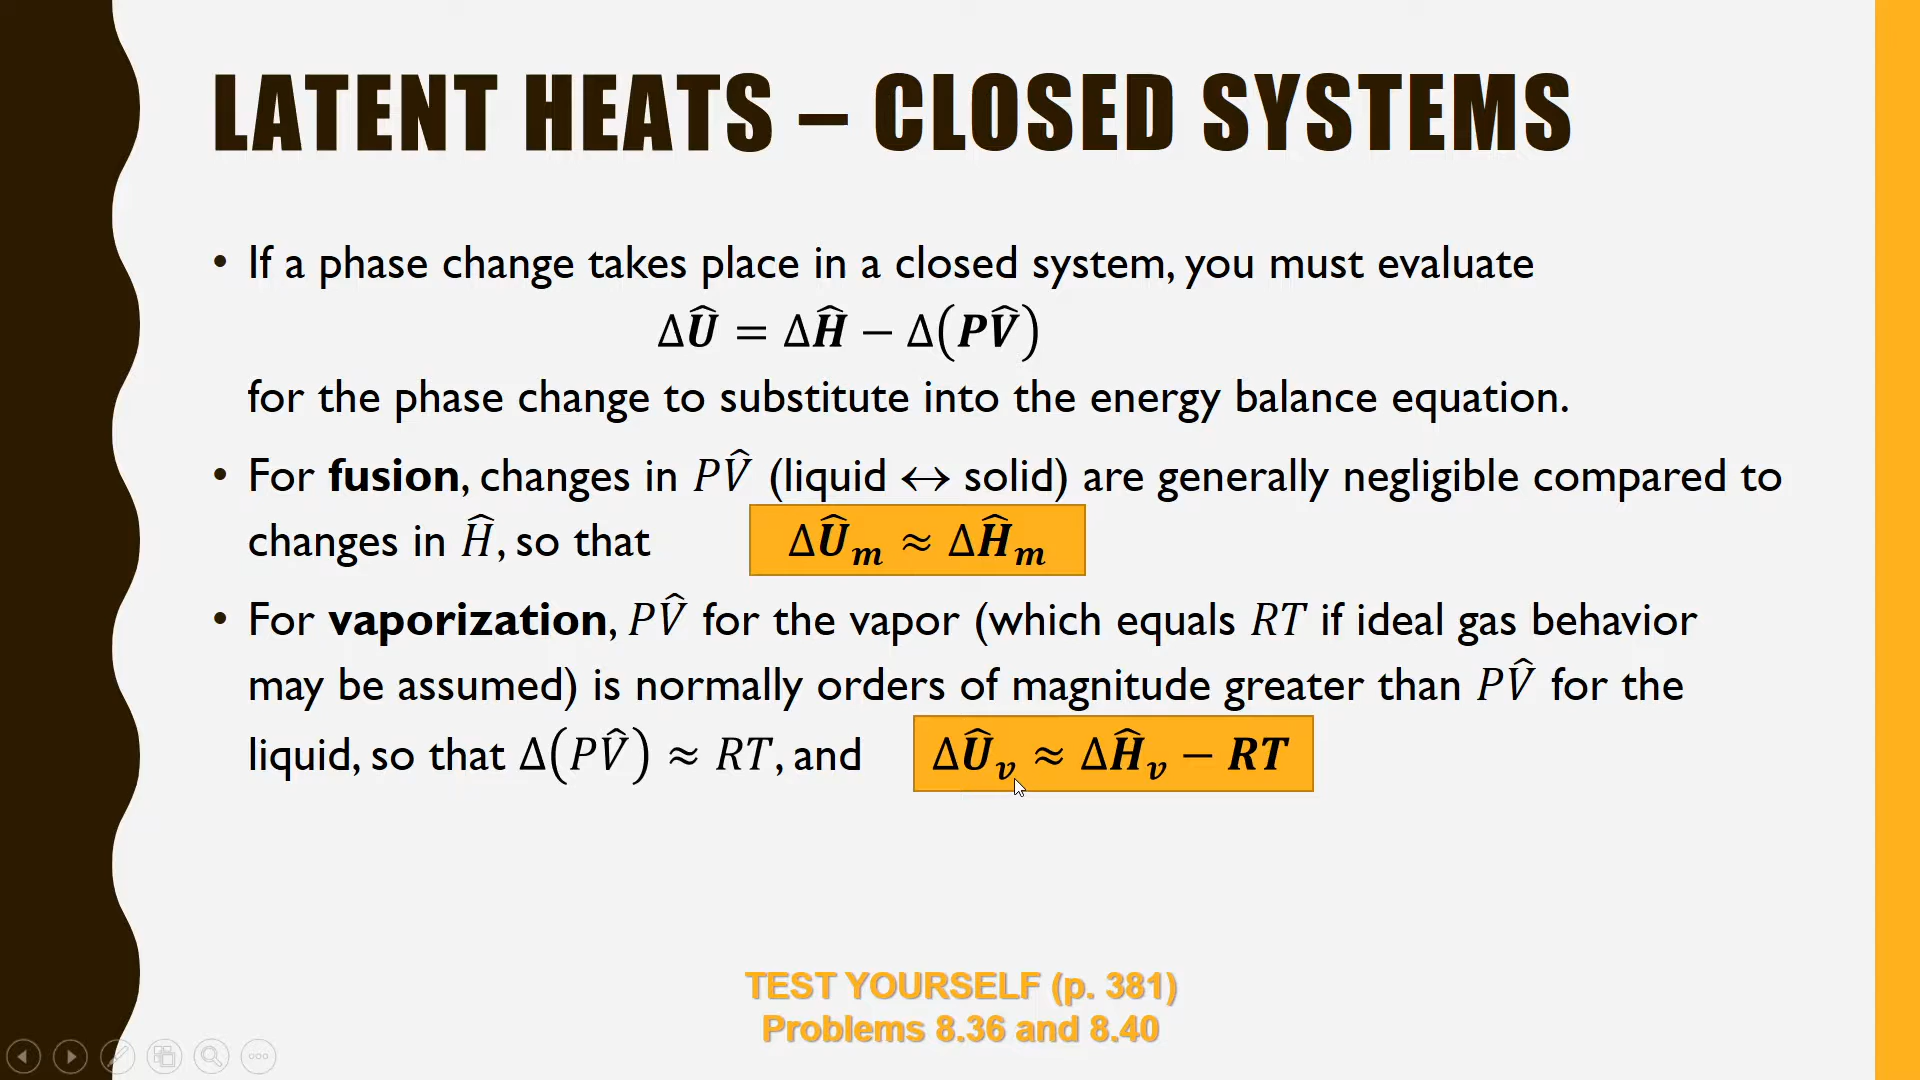 LATENT HEATS – CLOSED SYSTEMS
• If a phase change takes place in a closed system, you must evaluate
ΔÛ = ΔĤ − Δ(PV̂)
for the phase change to substitute into the energy balance equation.
• For fusion, changes in PV̂ (liquid ↔ solid) are generally negligible compared to
changes in Ĥ, so that ΔÛₘ ≈ ΔĤₘ
• For vaporization, PV̂ for the vapor (which equals RT if ideal gas behavior
may be assumed) is normally orders of magnitude greater than PV̂ for the
liquid, so that Δ(PV̂) ≈ RT, and ΔÛᵥ ≈ ΔĤᵥ − RT
TEST YOURSELF (p. 381)
Problems 8.36 and 8.40